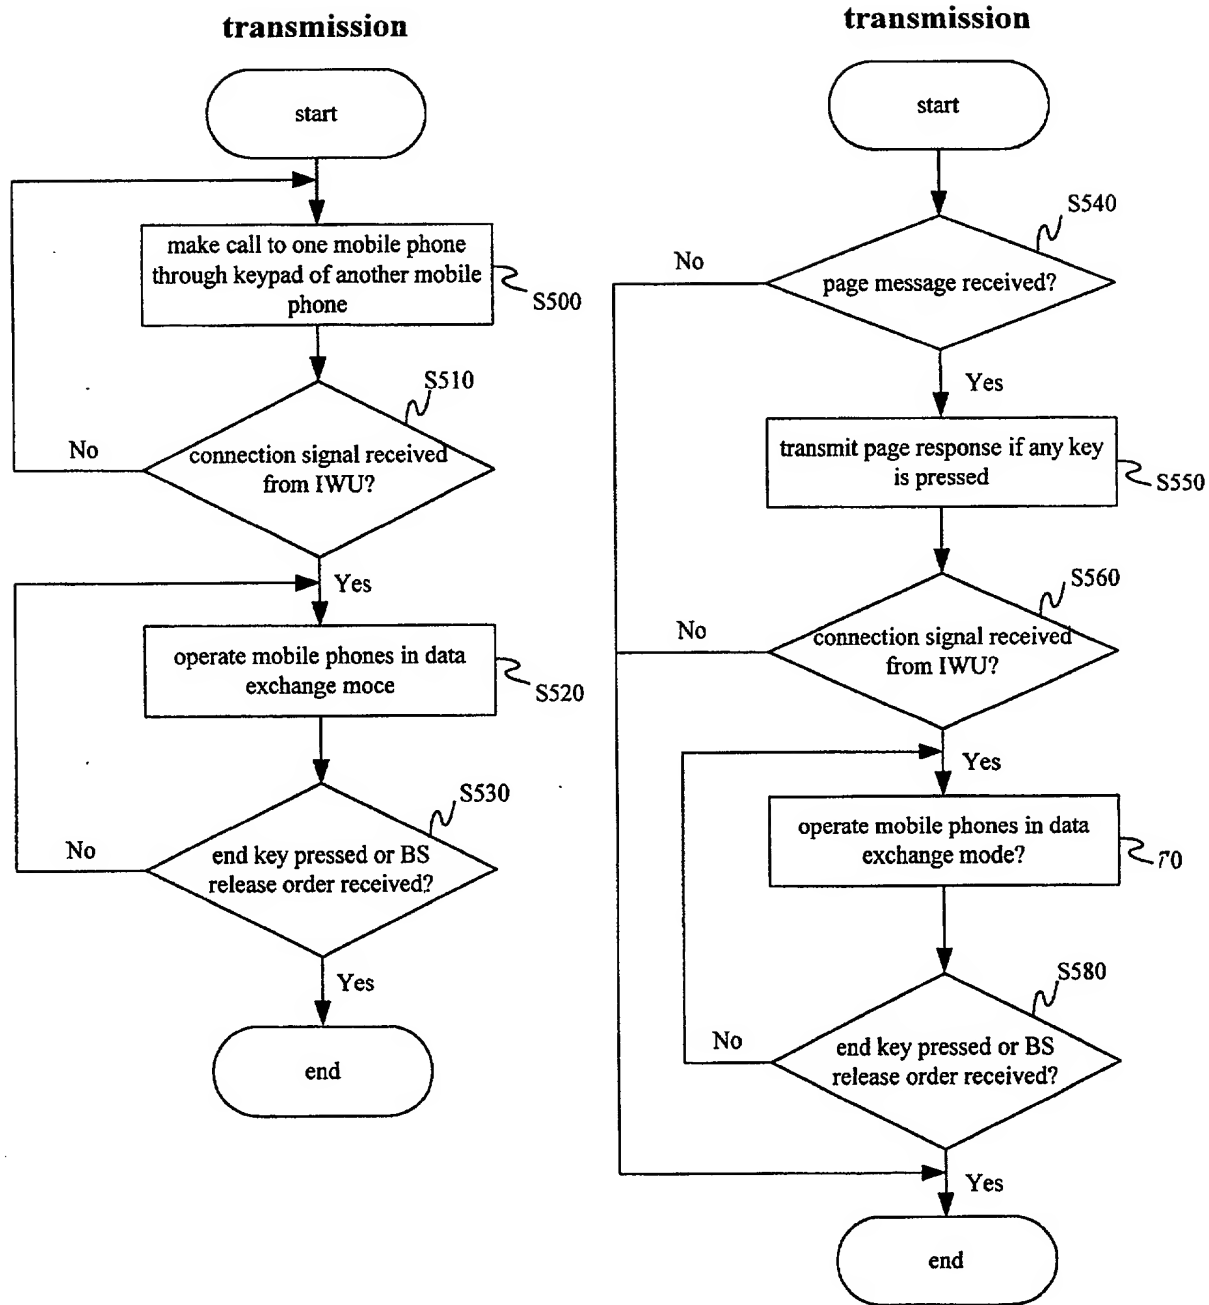 transmission
start
make call to one mobile phone
through keypad of another mobile
phone
S500
S510
connection signal received
from IWU?
No
Yes
operate mobile phones in data
exchange moce
S520
S530
end key pressed or BS
release order received?
No
Yes
end
transmission
start
S540
page message received?
No
Yes
transmit page response if any key
is pressed
S550
S560
connection signal received
from IWU?
No
Yes
operate mobile phones in data
exchange mode?
70
S580
end key pressed or BS
release order received?
No
Yes
end